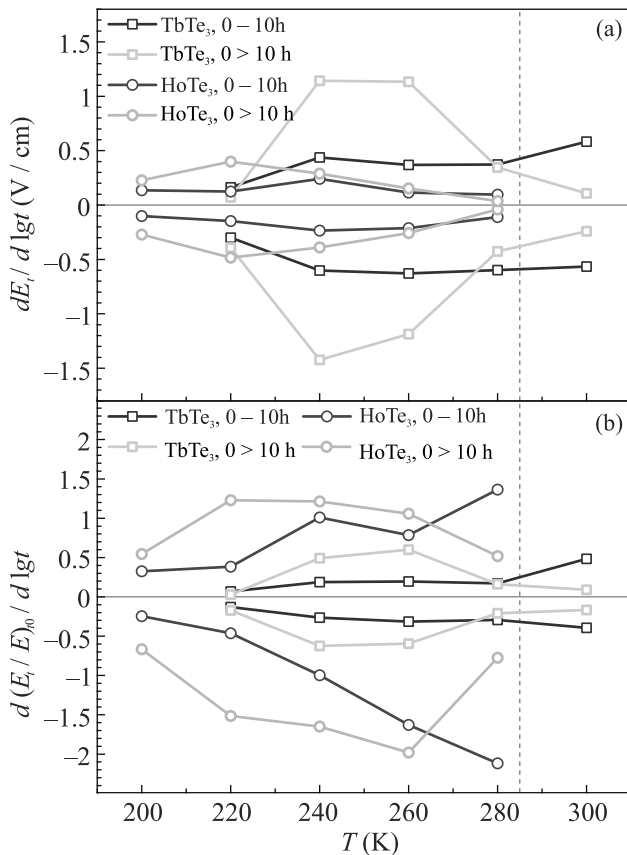 TbTe₃, 0 – 10h
TbTe₃, 0 > 10 h
HoTe₃, 0 – 10h
HoTe₃, 0 > 10 h
(a)
1.5
1
0.5
0
−0.5
−1
−1.5
dEₜ / d lgt (V / cm)
TbTe₃, 0 – 10h HoTe₃, 0 – 10h
TbTe₃, 0 > 10 h HoTe₃, 0 > 10 h
(b)
2
1.5
1
0.5
0
−0.5
−1
−1.5
−2
d (Eₜ / E)ₜ₀ / d lgt
200 220 240 260 280 300
T (K)